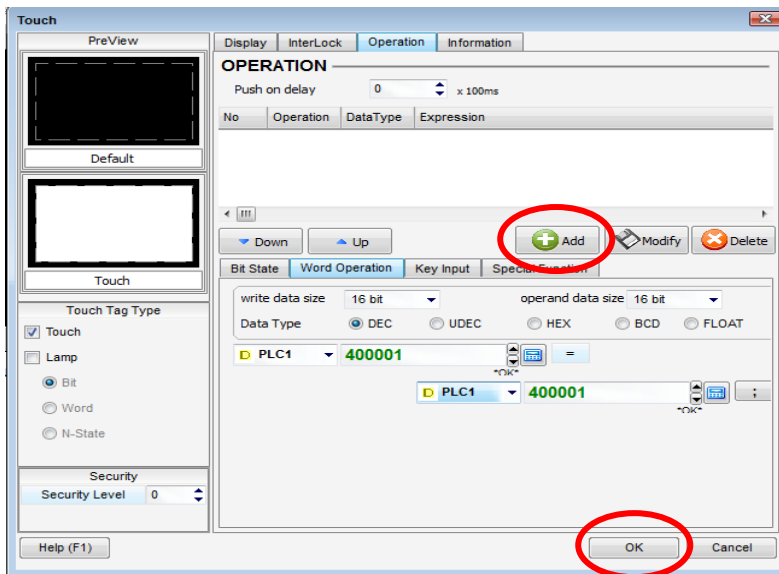 Touch
PreView
Default
Touch
Touch Tag Type
Touch
Lamp
Bit
Word
N-State
Security
Security Level 0
Help (F1)
Display InterLock Operation Information
OPERATION
Push on delay 0 x 100ms
No Operation DataType Expression
Down Up Add Modify Delete
Bit State Word Operation Key Input Special Function
write data size 16 bit operand data size 16 bit
Data Type DEC UDEC HEX BCD FLOAT
D PLC1 400001 =
*OK*
D PLC1 400001 ;
*OK*
OK Cancel